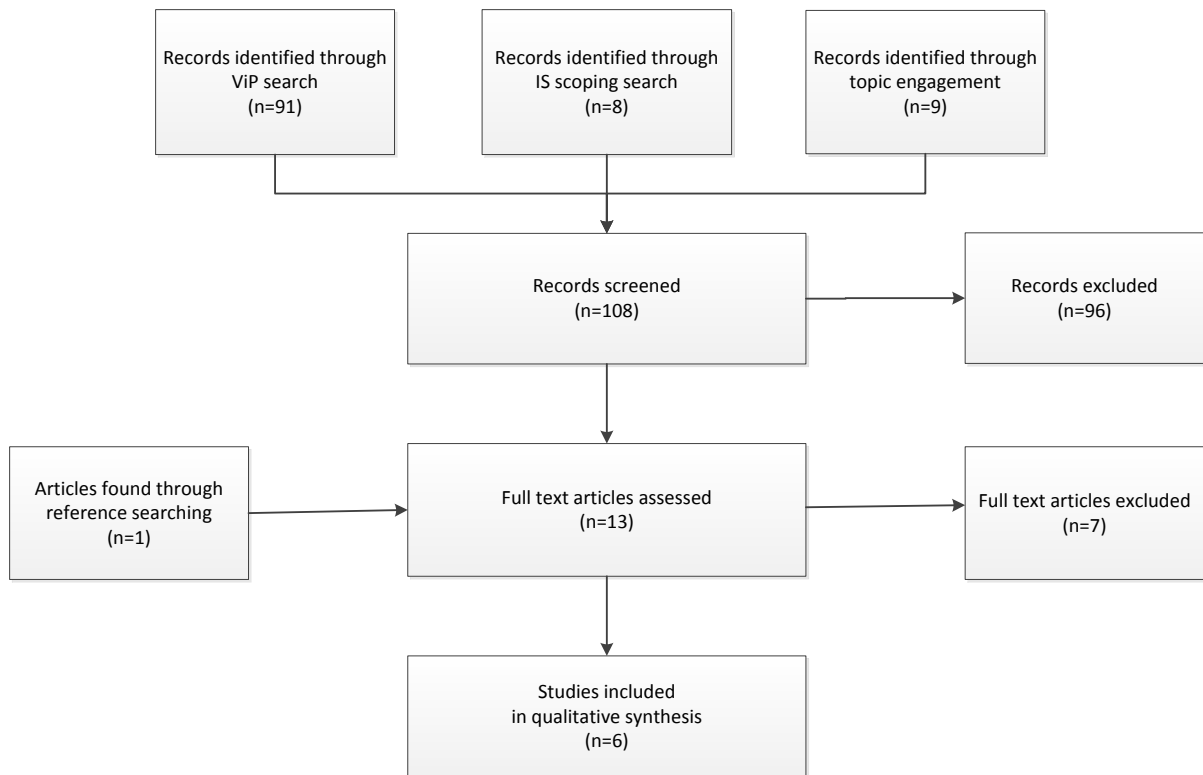 Records identified through
ViP search
(n=91)
Records identified through
IS scoping search
(n=8)
Records identified through
topic engagement
(n=9)
Records screened
(n=108)
Records excluded
(n=96)
Articles found through
reference searching
(n=1)
Full text articles assessed
(n=13)
Full text articles excluded
(n=7)
Studies included
in qualitative synthesis
(n=6)